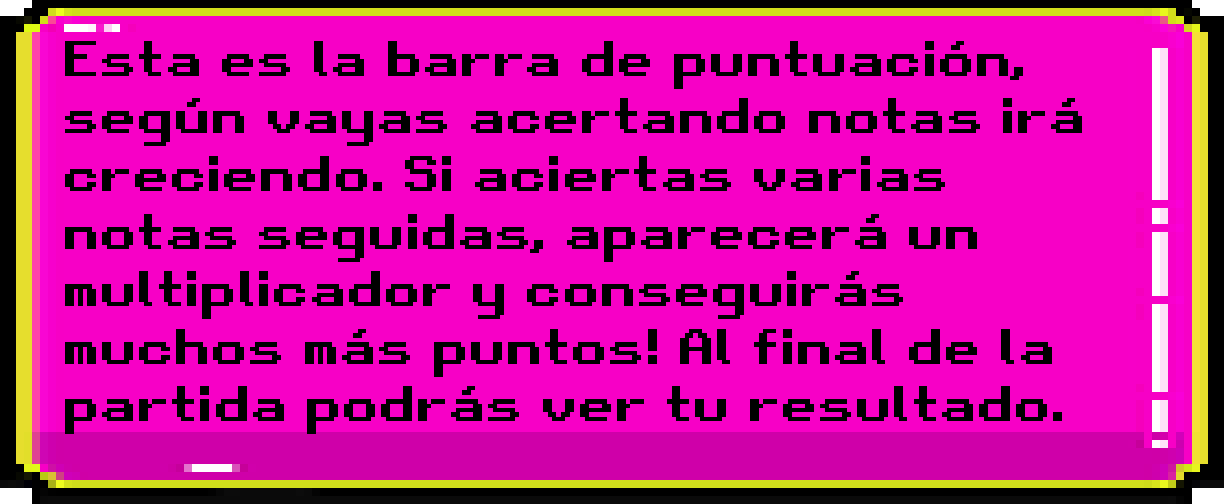 Esta es la barra de puntuación,
según vayas acertando notas irá
creciendo. Si aciertas varias
notas seguidas, aparecerá un
multiplicador y conseguirás
muchos más puntos! Al final de la
partida podrás ver tu resultado.